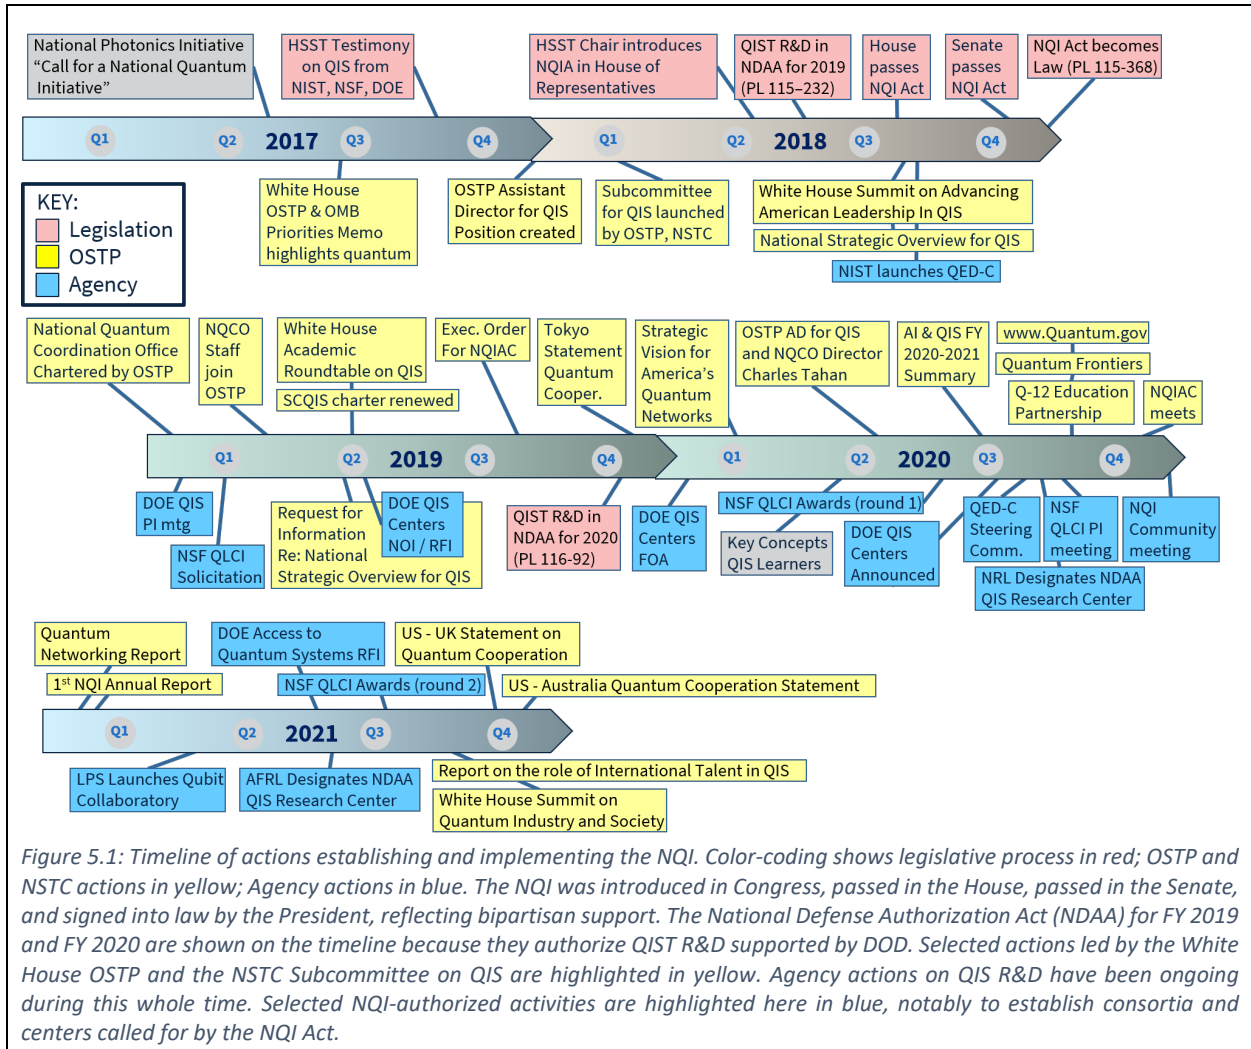 National Photonics Initiative
“Call for a National Quantum
Initiative”
HSST Testimony
on QIS from
NIST, NSF, DOE
HSST Chair introduces
NQIA in House of
Representatives
QIST R&D in
NDAA for 2019
(PL 115–232)
House
passes
NQI Act
Senate
passes
NQI Act
NQI Act becomes
Law (PL 115-368)
Q1
Q2
2017
Q3
Q4
Q1
Q2
2018
Q3
Q4
KEY:
Legislation
OSTP
Agency
White House
OSTP & OMB
Priorities Memo
highlights quantum
OSTP Assistant
Director for QIS
Position created
Subcommittee
for QIS launched
by OSTP, NSTC
White House Summit on Advancing
American Leadership In QIS
National Strategic Overview for QIS
NIST launches QED-C
National Quantum
Coordination Office
Chartered by OSTP
NQCO
Staff
join
OSTP
White House
Academic
Roundtable on QIS
SCQIS charter renewed
Exec. Order
For NQIAC
Tokyo
Statement
Quantum
Cooper.
Strategic
Vision for
America’s
Quantum
Networks
OSTP AD for QIS
and NQCO Director
Charles Tahan
AI & QIS FY
2020-2021
Summary
www.Quantum.gov
Quantum Frontiers
Q-12 Education
Partnership
NQIAC
meets
Q1
Q2
2019
Q3
Q4
Q1
Q2
2020
Q3
Q4
DOE QIS
PI mtg
NSF QLCI
Solicitation
Request for
Information
Re: National
Strategic Overview for QIS
DOE QIS
Centers
NOI / RFI
QIST R&D in
NDAA for 2020
(PL 116-92)
DOE QIS
Centers
FOA
NSF QLCI Awards (round 1)
Key Concepts
QIS Learners
DOE QIS
Centers
Announced
QED-C
Steering
Comm.
NSF
QLCI PI
meeting
NQI
Community
meeting
NRL Designates NDAA
QIS Research Center
Quantum
Networking Report
1st NQI Annual Report
DOE Access to
Quantum Systems RFI
NSF QLCI Awards (round 2)
US - UK Statement on
Quantum Cooperation
US - Australia Quantum Cooperation Statement
Q1
Q2
2021
Q3
Q4
LPS Launches Qubit
Collaboratory
AFRL Designates NDAA
QIS Research Center
Report on the role of International Talent in QIS
White House Summit on
Quantum Industry and Society
Figure 5.1: Timeline of actions establishing and implementing the NQI. Color-coding shows legislative process in red; OSTP and
NSTC actions in yellow; Agency actions in blue. The NQI was introduced in Congress, passed in the House, passed in the Senate,
and signed into law by the President, reflecting bipartisan support. The National Defense Authorization Act (NDAA) for FY 2019
and FY 2020 are shown on the timeline because they authorize QIST R&D supported by DOD. Selected actions led by the White
House OSTP and the NSTC Subcommittee on QIS are highlighted in yellow. Agency actions on QIS R&D have been ongoing
during this whole time. Selected NQI-authorized activities are highlighted here in blue, notably to establish consortia and
centers called for by the NQI Act.